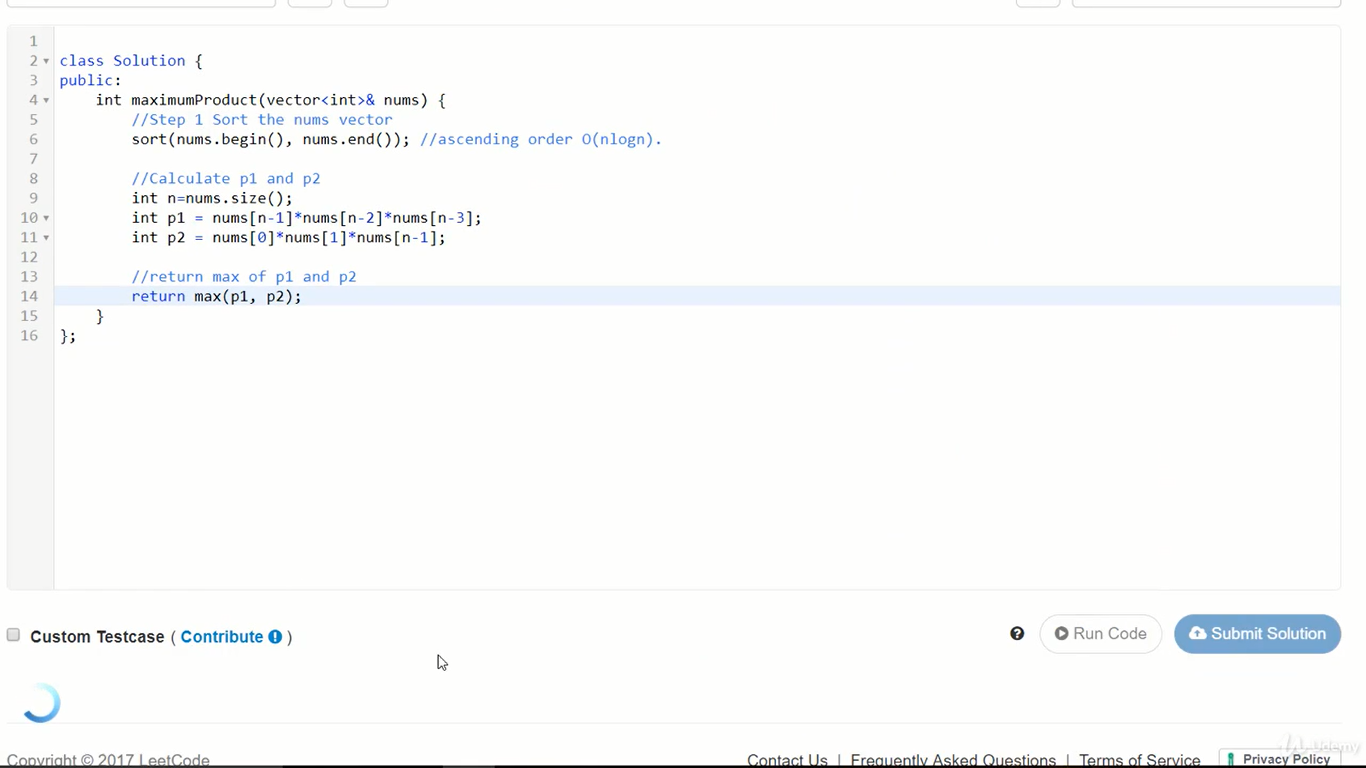 1
2 class Solution {
3 public:
4 int maximumProduct(vector<int>& nums) {
5 //Step 1 Sort the nums vector
6 sort(nums.begin(), nums.end()); //ascending order O(nlogn).
7
8 //Calculate p1 and p2
9 int n=nums.size();
10 int p1 = nums[n-1]*nums[n-2]*nums[n-3];
11 int p2 = nums[0]*nums[1]*nums[n-1];
12
13 //return max of p1 and p2
14 return max(p1, p2);
15 }
16 };
Custom Testcase ( Contribute ! ) ? Run Code Submit Solution
Udemy
Copyright © 2017 LeetCode Contact Us | Frequently Asked Questions | Terms of Service Privacy Policy